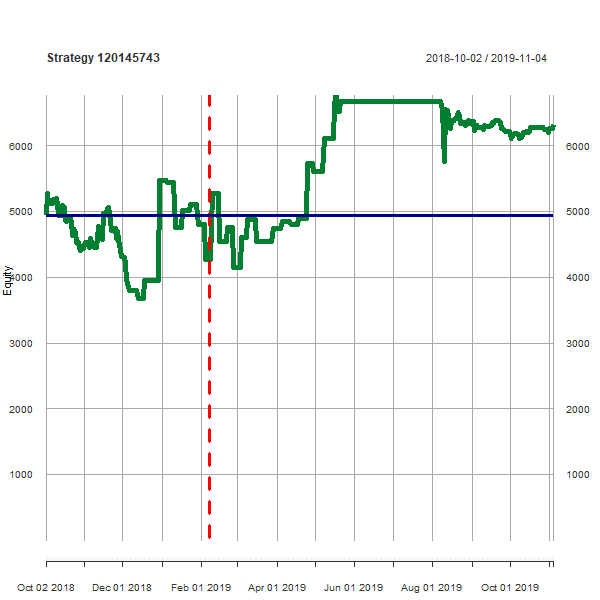 Strategy 120145743
2018-10-02 / 2019-11-04
6000
6000
5000
5000
Equity
4000
4000
3000
3000
2000
2000
1000
1000
Oct 02 2018
Dec 01 2018
Feb 01 2019
Apr 01 2019
Jun 01 2019
Aug 01 2019
Oct 01 2019